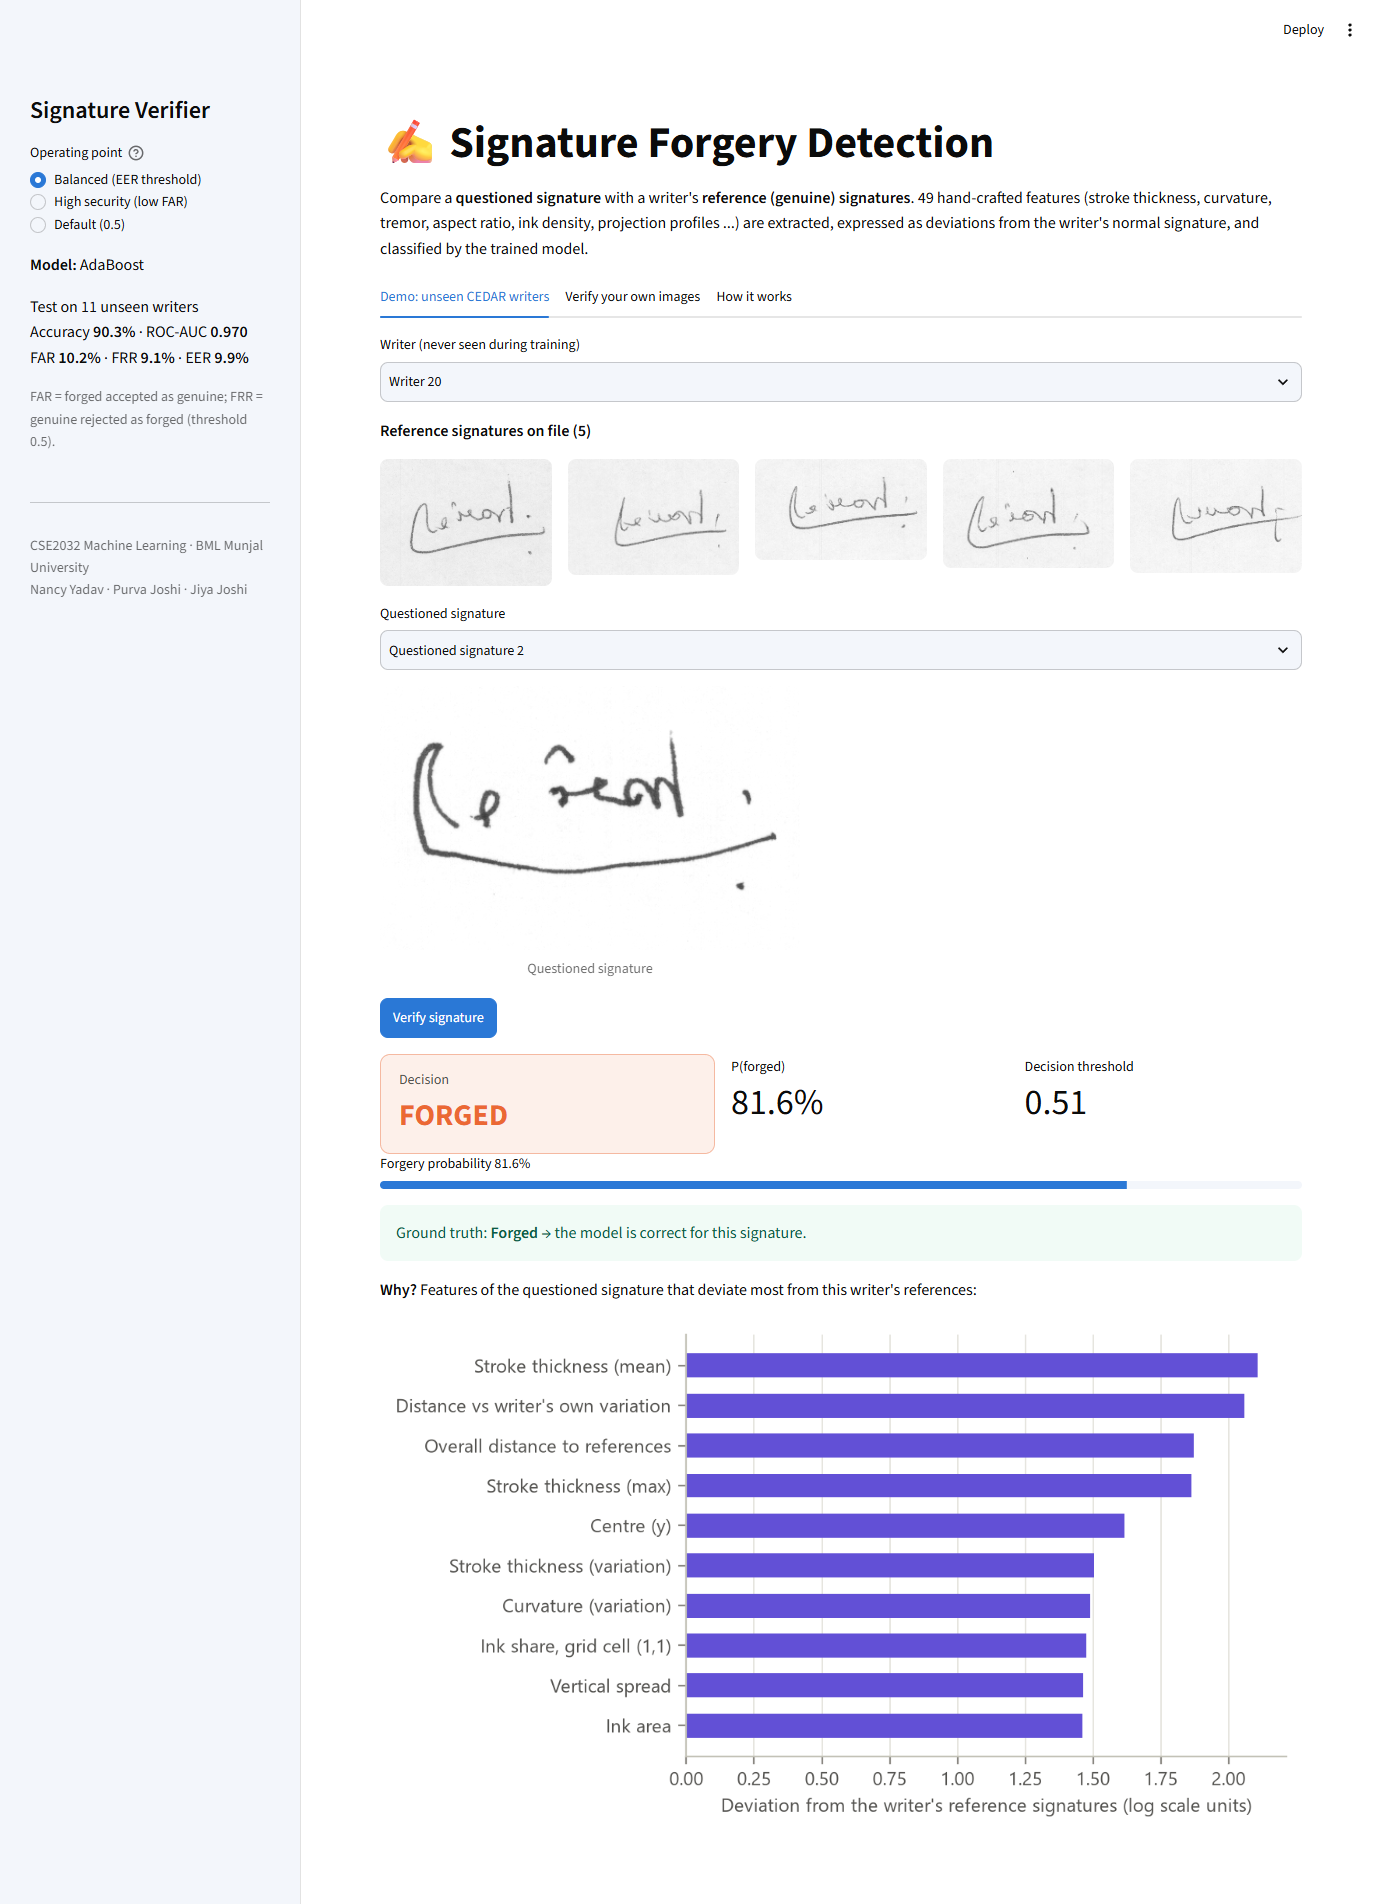 Deploy
Signature Verifier
Operating point
Balanced (EER threshold)
High security (low FAR)
Default (0.5)
Model: AdaBoost
Test on 11 unseen writers
Accuracy 90.3% · ROC-AUC 0.970
FAR 10.2% · FRR 9.1% · EER 9.9%
FAR = forged accepted as genuine; FRR =
genuine rejected as forged (threshold
0.5).
CSE2032 Machine Learning · BML Munjal
University
Nancy Yadav · Purva Joshi · Jiya Joshi
✍️ Signature Forgery Detection
Compare a questioned signature with a writer's reference (genuine) signatures. 49 hand-crafted features (stroke thickness, curvature,
tremor, aspect ratio, ink density, projection profiles ...) are extracted, expressed as deviations from the writer's normal signature, and
classified by the trained model.
Demo: unseen CEDAR writers Verify your own images How it works
Writer (never seen during training)
Writer 20
Reference signatures on file (5)
Questioned signature
Questioned signature 2
Questioned signature
Verify signature
Decision
FORGED
P(forged)
81.6%
Decision threshold
0.51
Forgery probability 81.6%
Ground truth: Forged → the model is correct for this signature.
Why? Features of the questioned signature that deviate most from this writer's references:
Stroke thickness (mean)
Distance vs writer's own variation
Overall distance to references
Stroke thickness (max)
Centre (y)
Stroke thickness (variation)
Curvature (variation)
Ink share, grid cell (1,1)
Vertical spread
Ink area
0.00 0.25 0.50 0.75 1.00 1.25 1.50 1.75 2.00
Deviation from the writer's reference signatures (log scale units)